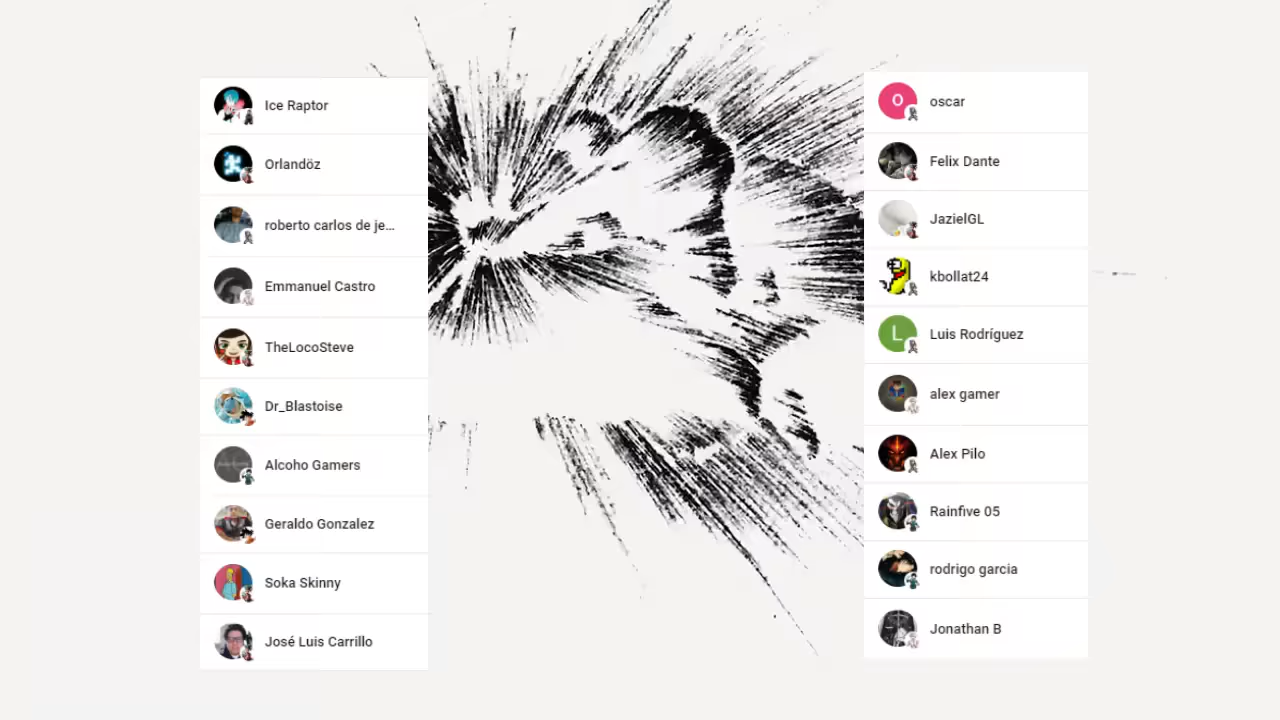 Ice Raptor
Orlandöz
roberto carlos de je...
Emmanuel Castro
TheLocoSteve
Dr_Blastoise
Alcoho Gamers
Geraldo Gonzalez
Soka Skinny
José Luis Carrillo
O
oscar
Felix Dante
JazielGL
kbollat24
L
Luis Rodríguez
alex gamer
Alex Pilo
Rainfive 05
rodrigo garcia
Jonathan B